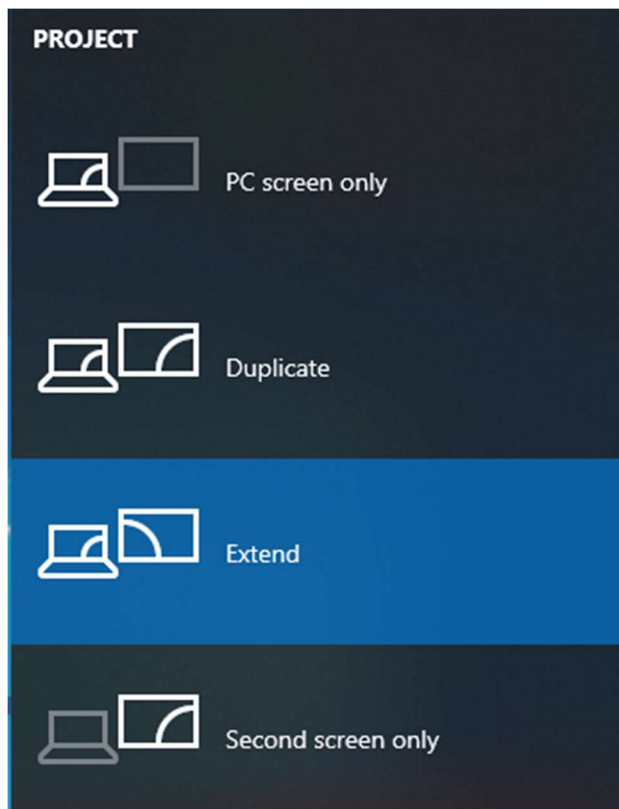 PROJECT
PC screen only
Duplicate
Extend
Second screen only